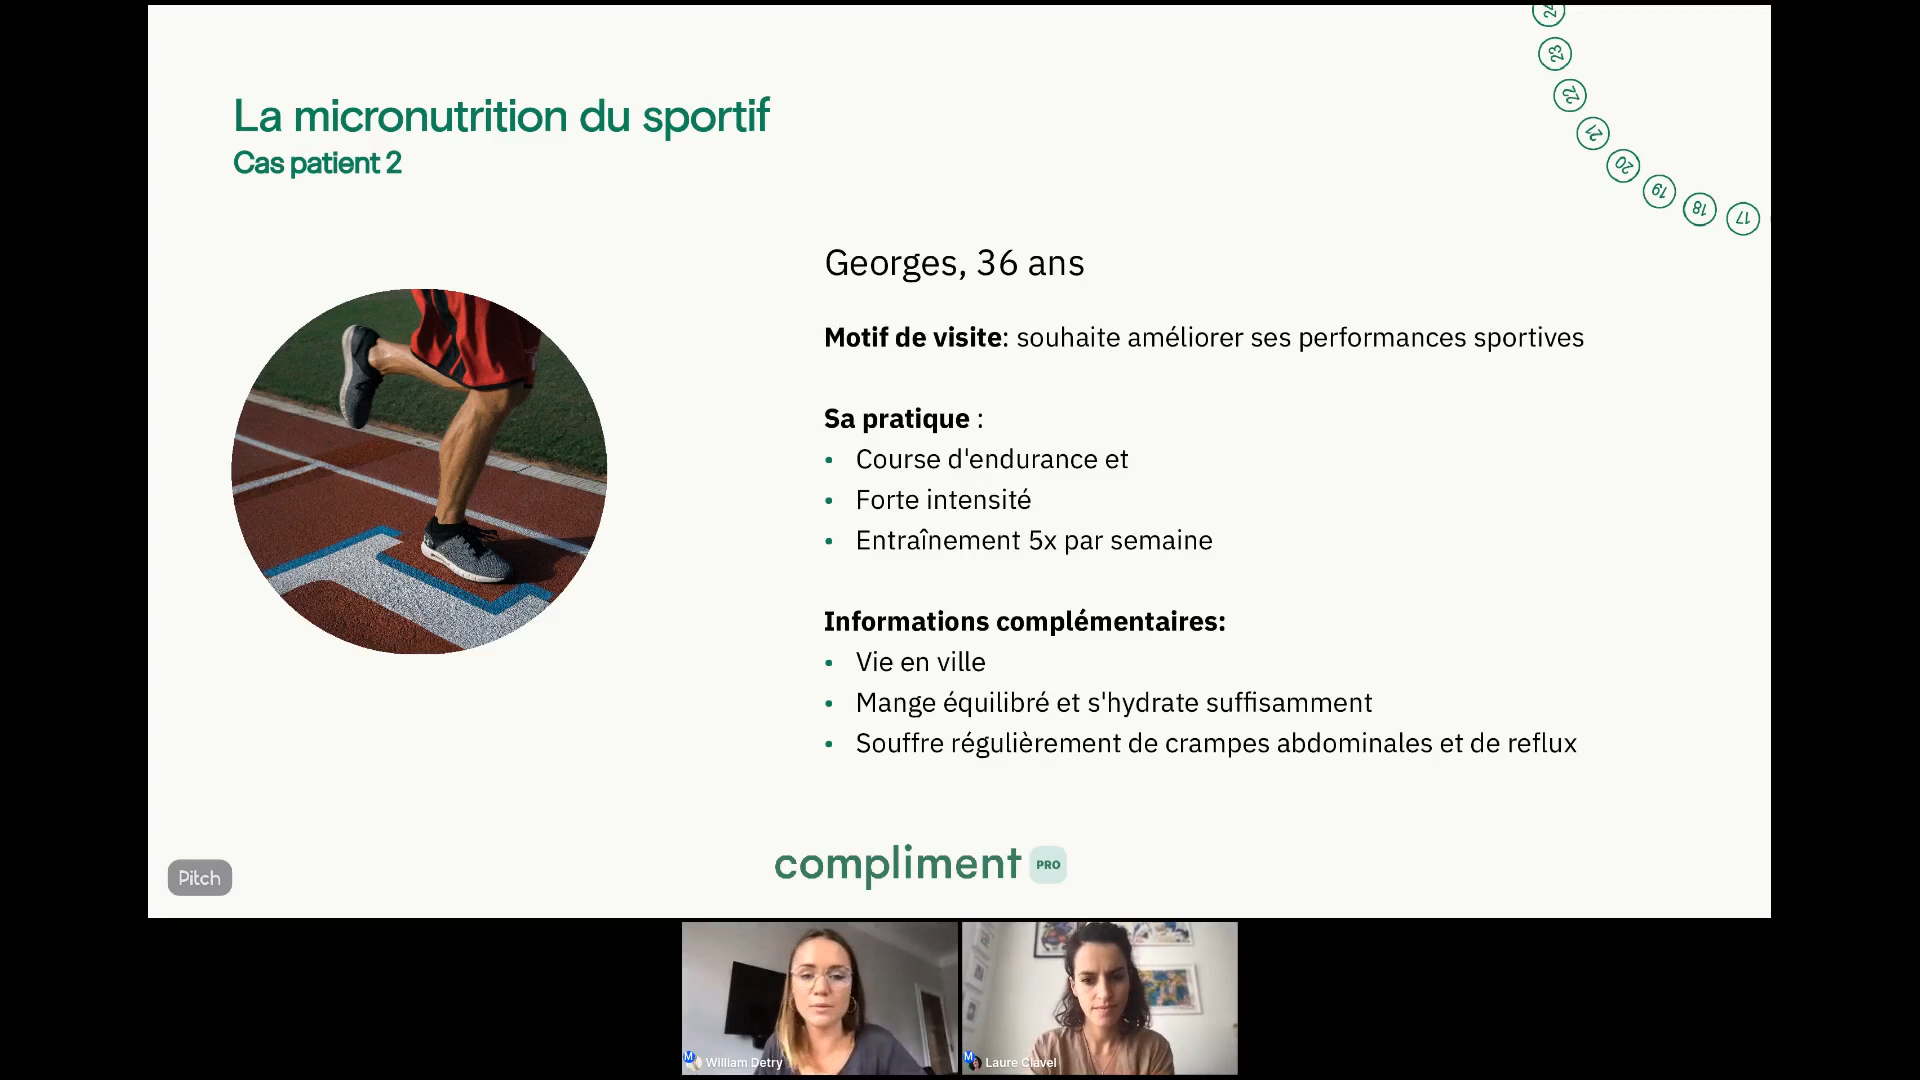 24
23
22
21
20
19
18
17
La micronutrition du sportif
Cas patient 2
Georges, 36 ans
Motif de visite: souhaite améliorer ses performances sportives
Sa pratique :
• Course d'endurance et
• Forte intensité
• Entraînement 5x par semaine
Informations complémentaires:
• Vie en ville
• Mange équilibré et s'hydrate suffisamment
• Souffre régulièrement de crampes abdominales et de reflux
Pitch
compliment PRO
M William Detry
M Laure Clavel